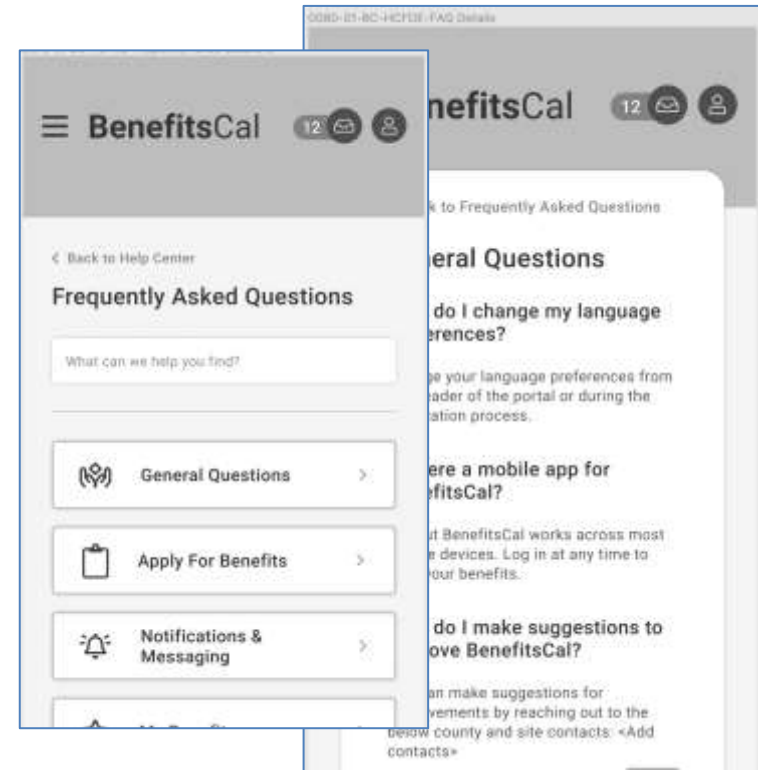 BenefitsCal 12
< Back to Help Center
Frequently Asked Questions
What can we help you find?
General Questions
Apply For Benefits
Notifications &
Messaging
FAQ Details
nefitsCal 12
k to Frequently Asked Questions
eral Questions
do I change my language
erences?
your language preferences from
ader of the portal or during the
ation process.
ere a mobile app for
efitsCal?
BenefitsCal works across most
devices. Log in at any time to
our benefits.
do I make suggestions to
ove BenefitsCal?
an make suggestions for
vements by reaching out to the
below county and site contacts: <Add
contacts>